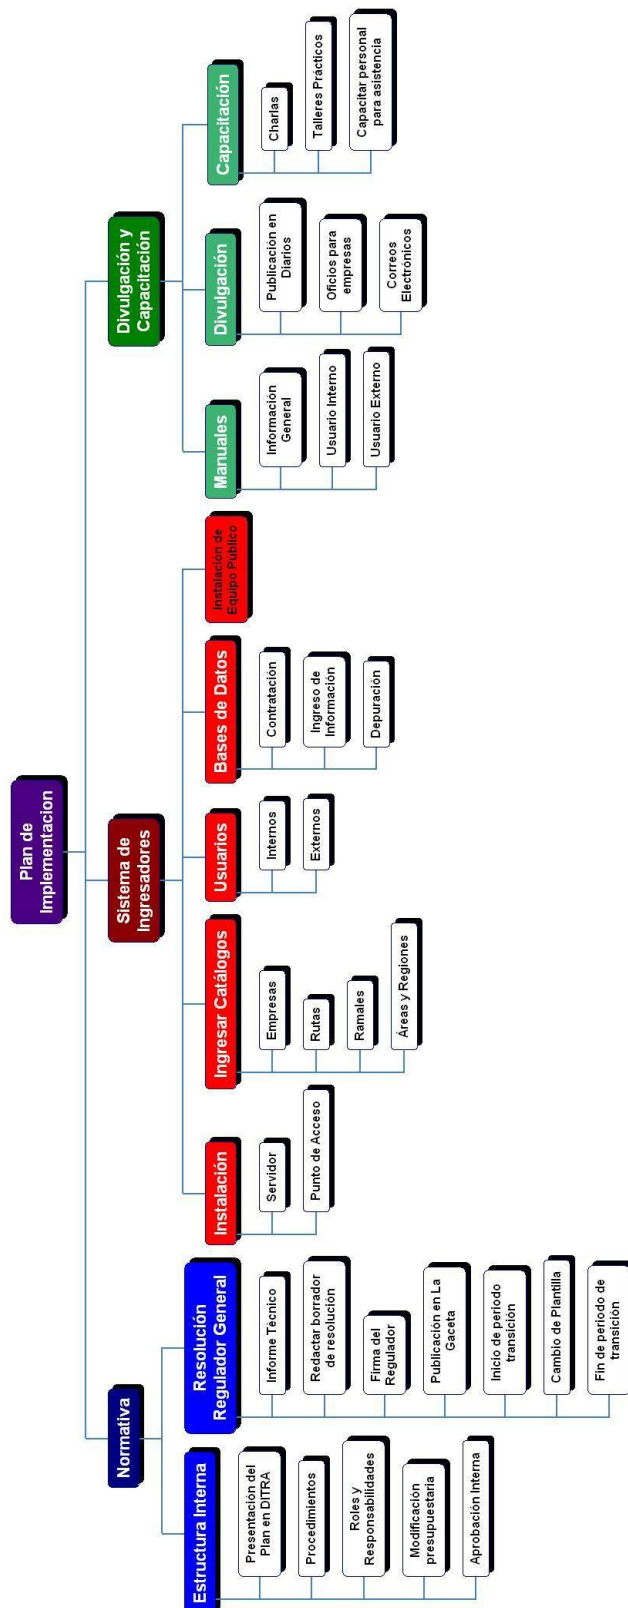 Plan de
Implementacion
Normativa
Estructura Interna
Presentación del
Plan en DITRA
Procedimientos
Roles y
Responsabilidades
Modificación
presupuestaria
Aprobación Interna
Resolución
Regulador General
Informe Técnico
Redactar borrador
de resolución
Firma del
Regulador
Publicación en La
Gaceta
Inicio de periodo
transición
Cambio de Plantilla
Fin de periodo de
transición
Sistema de
Ingresadores
Instalación
Servidor
Punto de Acceso
Ingresar Catálogos
Empresas
Rutas
Ramales
Áreas y Regiones
Usuarios
Internos
Externos
Bases de Datos
Contratación
Ingreso de
Información
Depuración
Instalacion de
Equipo Publico
Divulgación y
Capacitación
Manuales
Información
General
Usuario Interno
Usuario Externo
Divulgación
Publicación en
Diarios
Oficios para
empresas
Correos
Electrónicos
Capacitación
Charlas
Talleres Prácticos
Capacitar personal
para asistencia